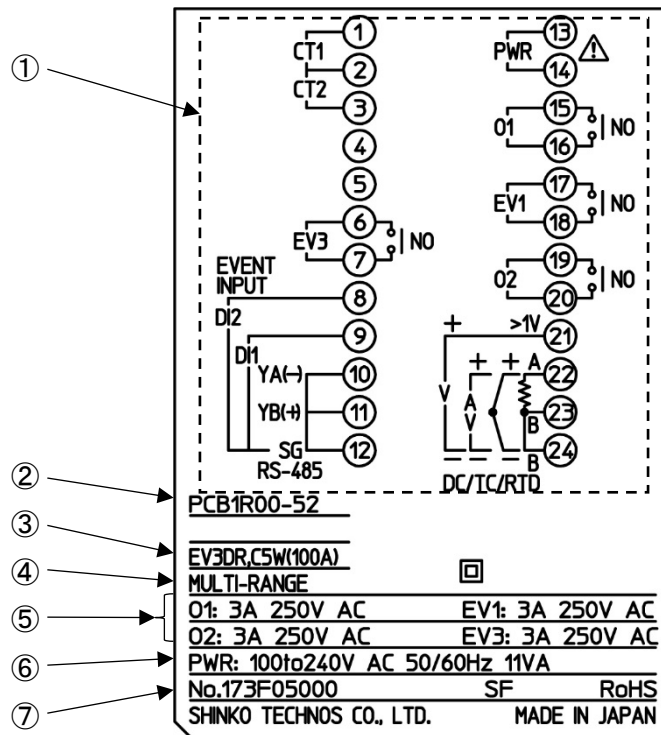 ① CT1 1 PWR 13
2 14
CT2 3 O1 15 NO
4 16
5 EV1 17 NO
EV3 6 NO 18
7 O2 19 NO
EVENT
INPUT 8 20
DI2 + >1V 21
DI1 9
YA(-) 10 + + A 22
YB(+) 11 V A V B 23
SG 12 B 24
RS-485 DC/TC/RTD
② PCB1R00-52
③ EV3DR,C5W(100A)
④ MULTI-RANGE
⑤ O1: 3A 250V AC EV1: 3A 250V AC
O2: 3A 250V AC EV3: 3A 250V AC
⑥ PWR: 100to240V AC 50/60Hz 11VA
⑦ No.173F05000 SF RoHS
SHINKO TECHNOS CO., LTD. MADE IN JAPAN